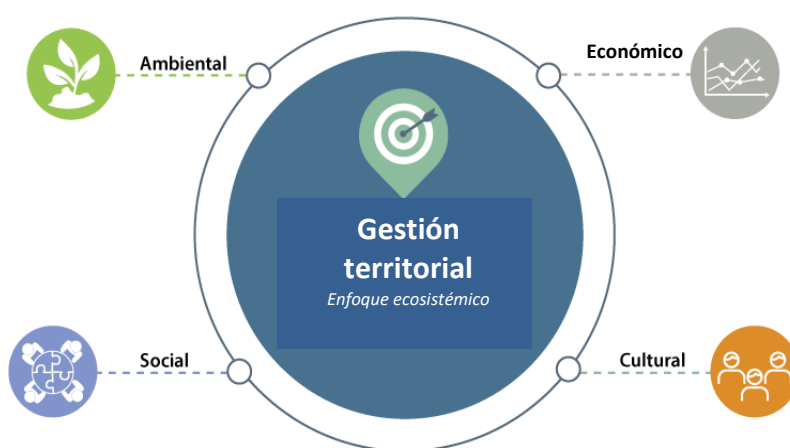 Ambiental
Económico
Gestión
territorial
Enfoque ecosistémico
Social
Cultural